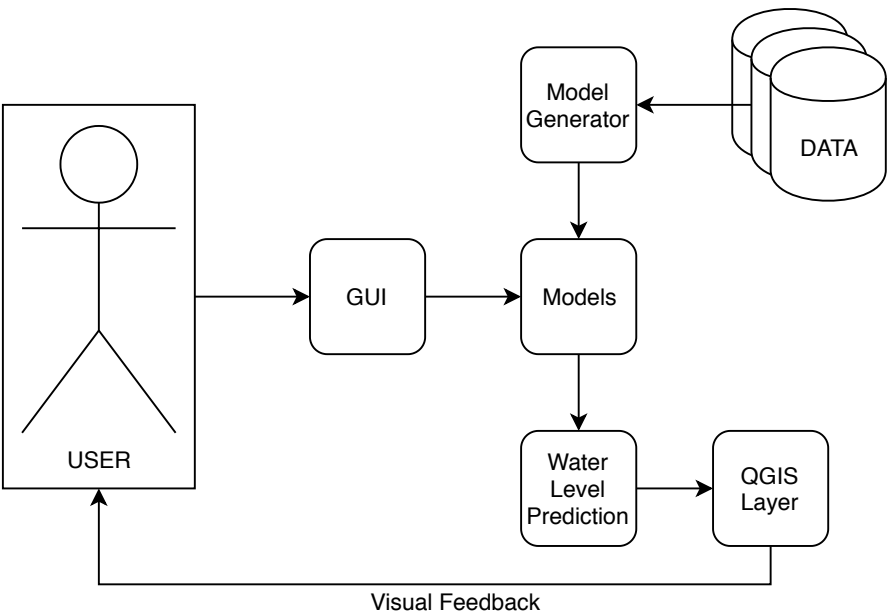 Model
Generator
DATA
GUI
Models
USER
Water
Level
Prediction
QGIS
Layer
Visual Feedback